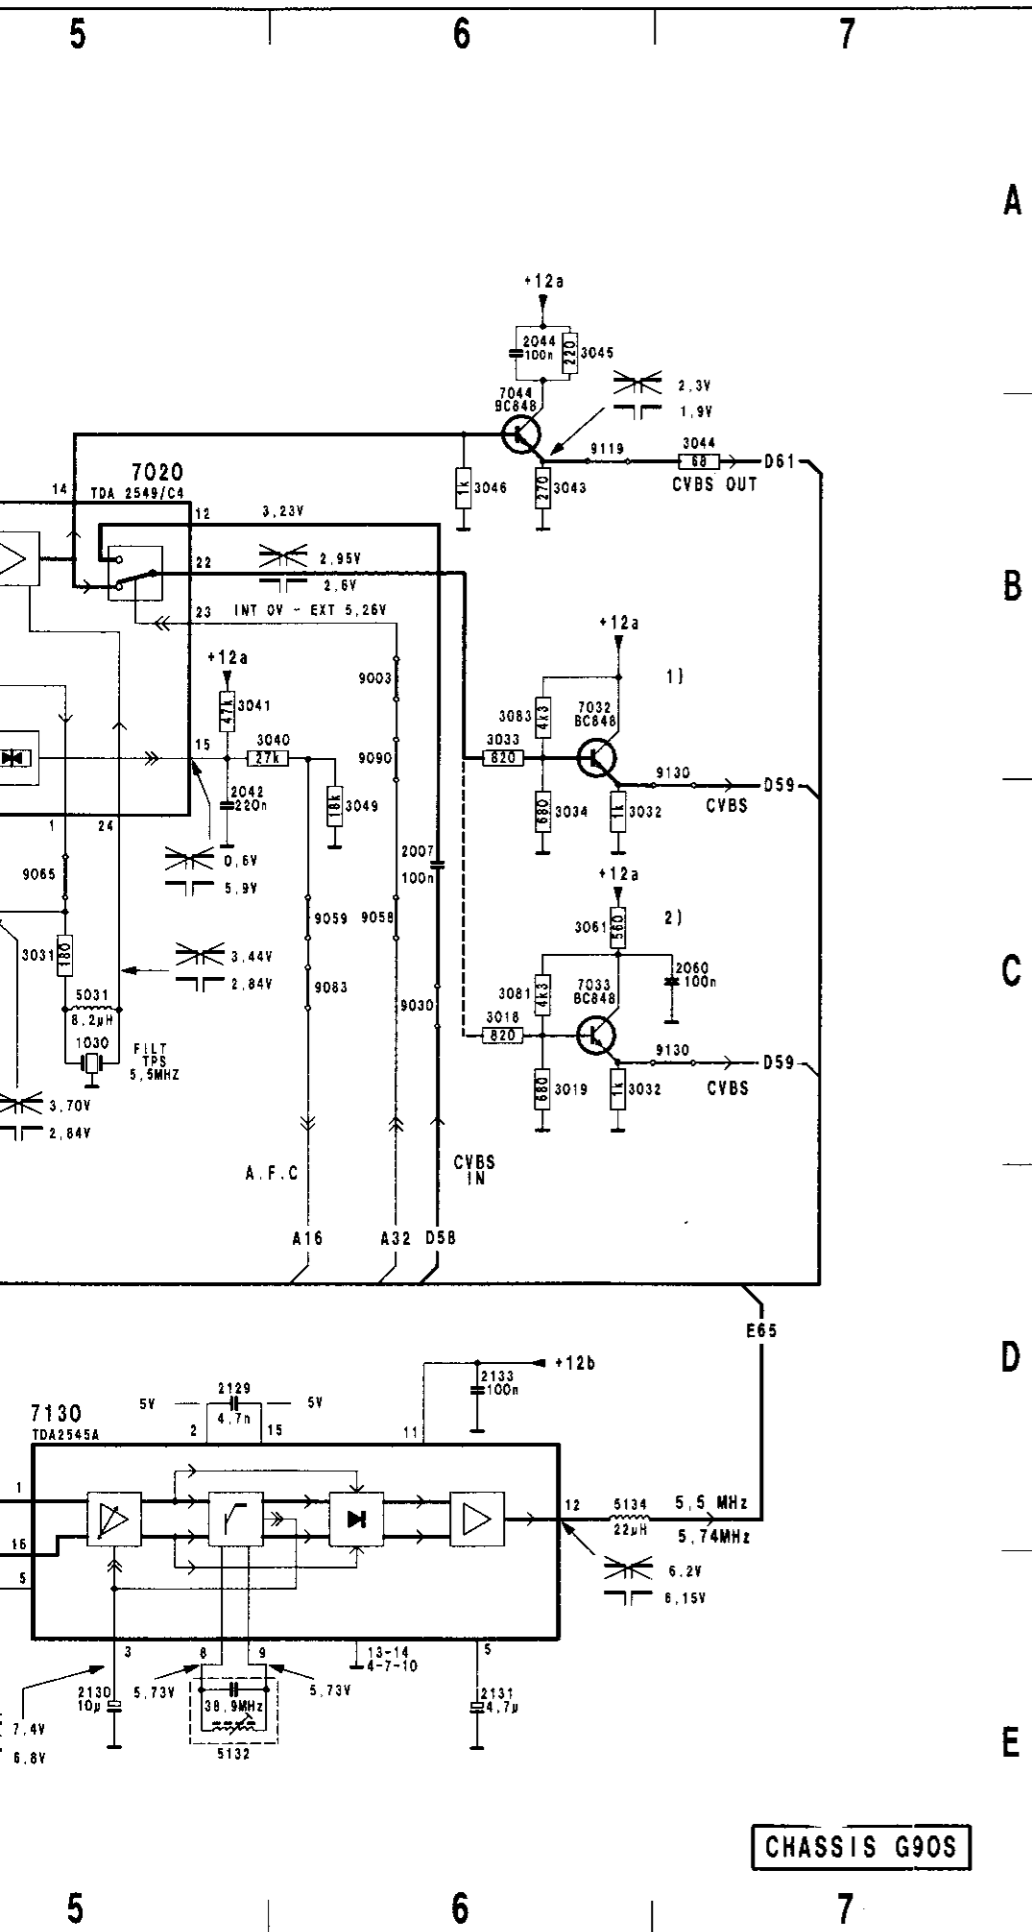 5 6 7
A
+12a
2044
100n
220
3045
7044
BC848
2,3V
1,9V
9119
3044
68
D61
CVBS OUT
1k
3046
270
3043
7020
TDA 2549/C4
14
12
3,23V
22
2,95V
2,6V
B
23
INT 0V - EXT 5,26V
+12a
47k
3041
9003
15
3040
27k
9090
2042
220n
18k
3049
+12a
1)
3083
4k3
7032
BC848
3033
820
9130
D59
CVBS
680
3034
1k
3032
1
24
9065
0,6V
5,9V
2007
100n
+12a
3061
560
2)
9059
9058
3031
180
3,44V
2,84V
C
9083
9030
3081
4k3
7033
BC848
2060
100n
3018
820
5031
8,2µH
1030
FILT
TPS
5,5MHZ
9130
D59
CVBS
680
3019
1k
3032
3,70V
2,84V
A.F.C
CVBS
IN
A16
A32
D58
E65
D
+12b
2133
100n
7130
TDA2545A
5V
2129
4,7n
5V
2
15
11
1
12
5134
22µH
5,5 MHz
5,74MHz
16
5
6.2V
6,15V
3
8
9
13-14
4-7-10
5
2130
10µ
5,73V
5,73V
38,9MHz
5132
2131
4,7µ
7,4V
6,8V
E
CHASSIS G90S
5 6 7